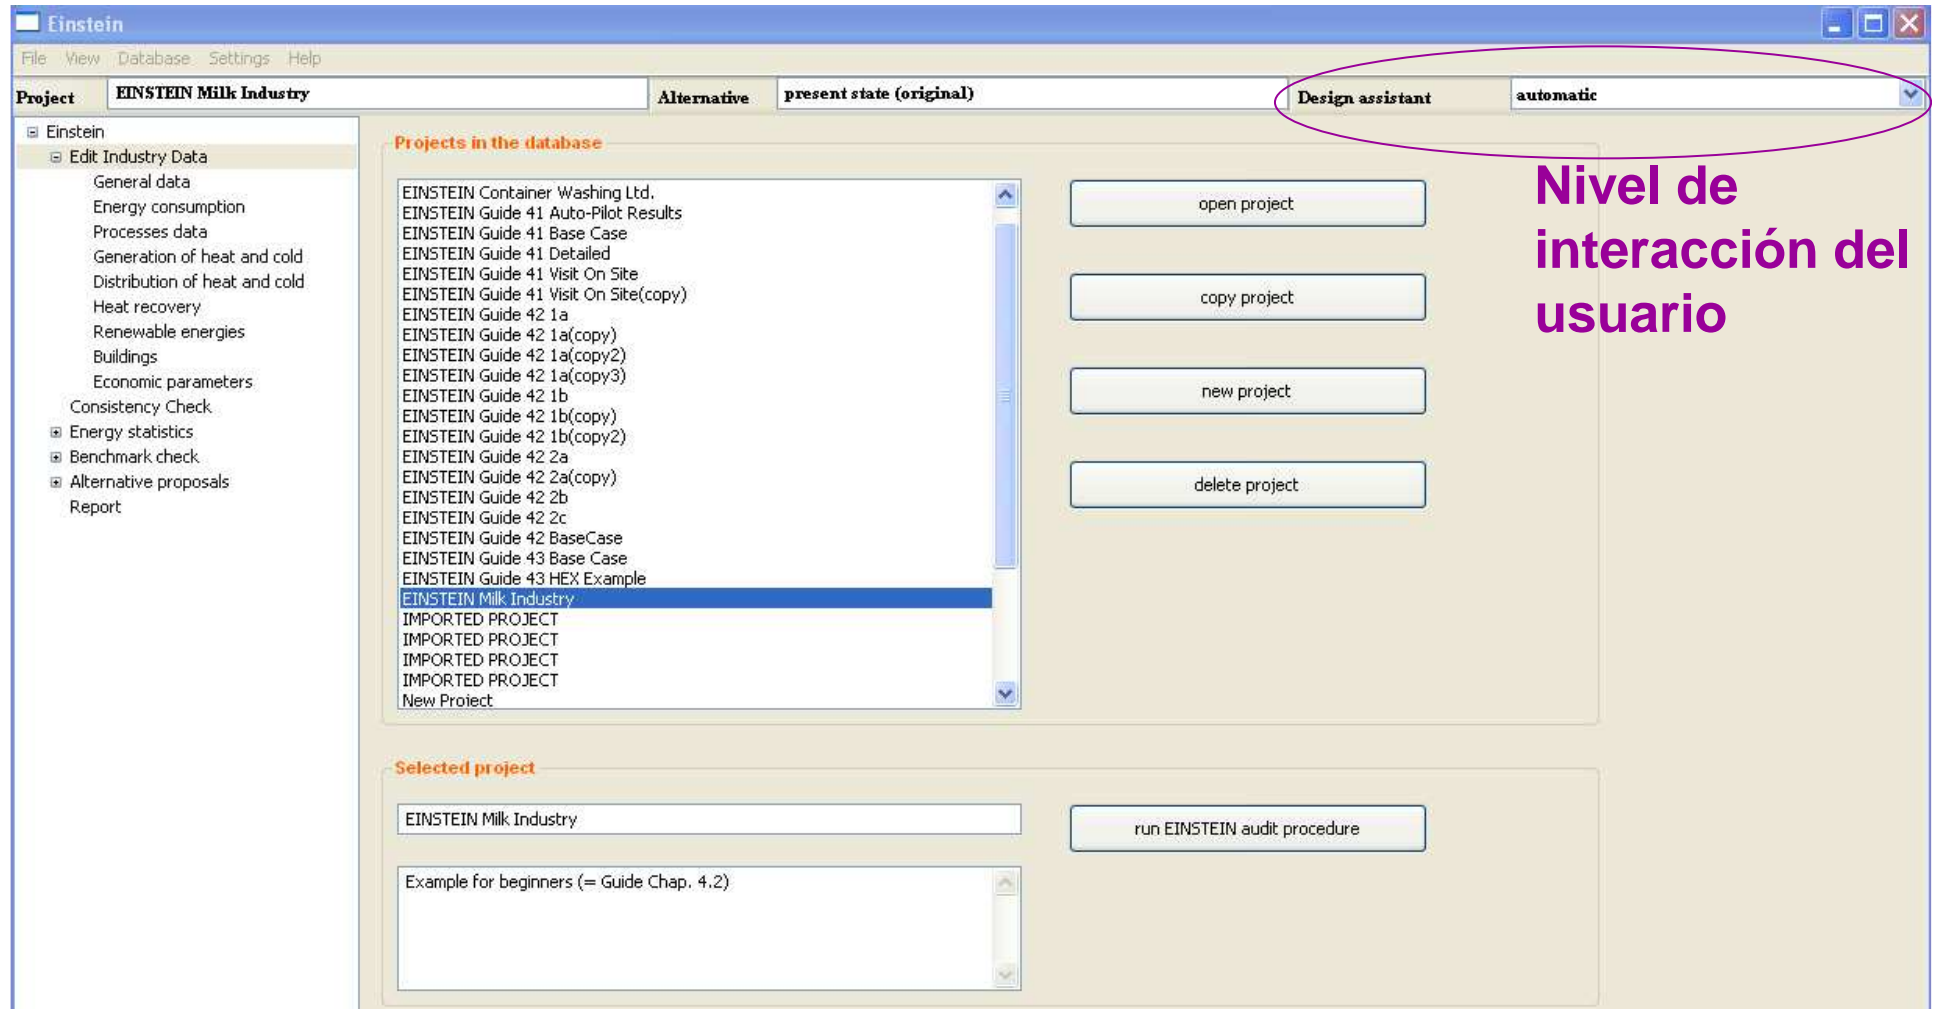 Einstein
File View Database Settings Help
Project EINSTEIN Milk Industry Alternative present state (original) Design assistant automatic
Einstein
Edit Industry Data
General data
Energy consumption
Processes data
Generation of heat and cold
Distribution of heat and cold
Heat recovery
Renewable energies
Buildings
Economic parameters
Consistency Check
Energy statistics
Benchmark check
Alternative proposals
Report
Projects in the database
EINSTEIN Container Washing Ltd.
EINSTEIN Guide 41 Auto-Pilot Results
EINSTEIN Guide 41 Base Case
EINSTEIN Guide 41 Detailed
EINSTEIN Guide 41 Visit On Site
EINSTEIN Guide 41 Visit On Site(copy)
EINSTEIN Guide 42 1a
EINSTEIN Guide 42 1a(copy)
EINSTEIN Guide 42 1a(copy2)
EINSTEIN Guide 42 1a(copy3)
EINSTEIN Guide 42 1b
EINSTEIN Guide 42 1b(copy)
EINSTEIN Guide 42 1b(copy2)
EINSTEIN Guide 42 2a
EINSTEIN Guide 42 2a(copy)
EINSTEIN Guide 42 2b
EINSTEIN Guide 42 2c
EINSTEIN Guide 42 BaseCase
EINSTEIN Guide 43 Base Case
EINSTEIN Guide 43 HEX Example
EINSTEIN Milk Industry
IMPORTED PROJECT
IMPORTED PROJECT
IMPORTED PROJECT
IMPORTED PROJECT
New Project
open project
copy project
new project
delete project
Nivel de
interacción del
usuario
Selected project
EINSTEIN Milk Industry
run EINSTEIN audit procedure
Example for beginners (= Guide Chap. 4.2)